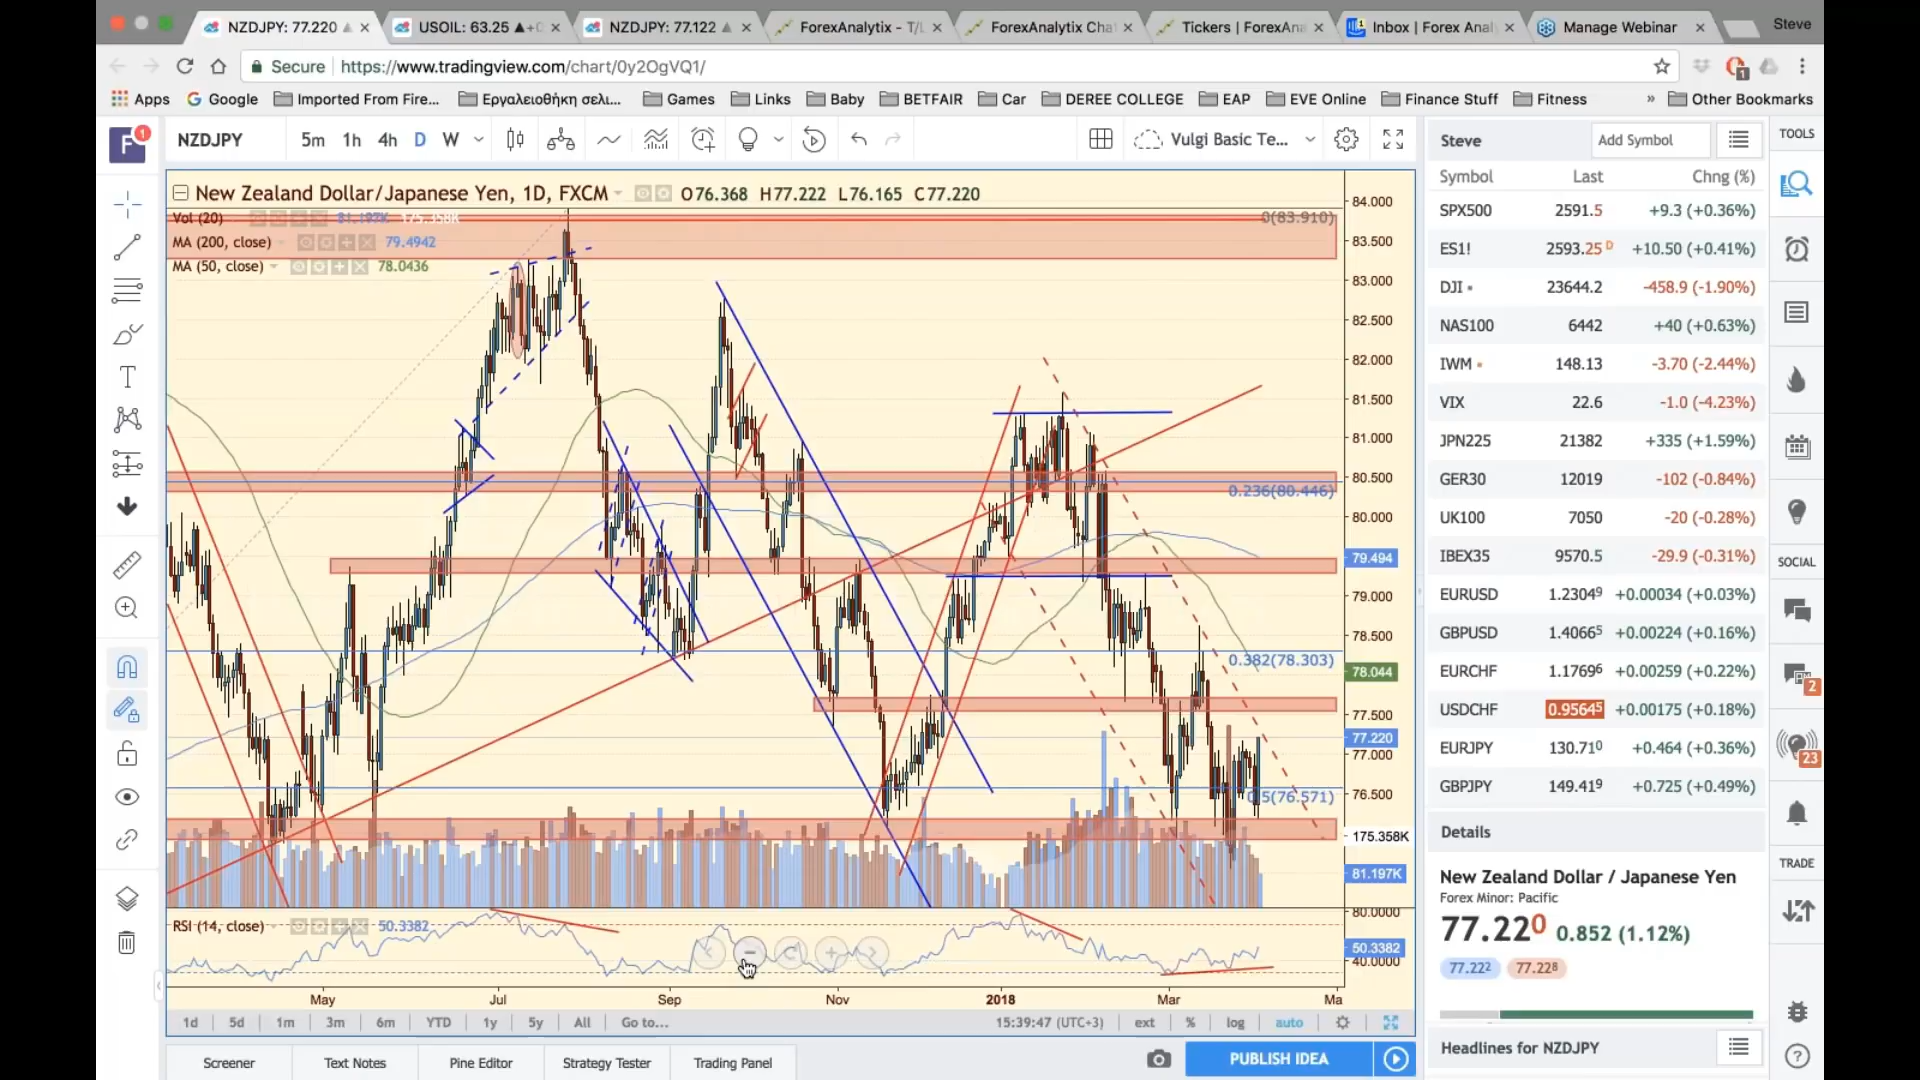 NZDJPY: 77.220 ▲ ×
USOIL: 63.25 ▲+0 ×
NZDJPY: 77.122 ▲ ×
ForexAnalytix - T/L ×
ForexAnalytix Cha ×
Tickers | ForexAna ×
Inbox | Forex Anal ×
Manage Webinar ×
Steve
Secure | https://www.tradingview.com/chart/0y2OgVQ1/
Apps Google Imported From Fire... Εργαλειοθήκη σελι... Games Links Baby BETFAIR Car DEREE COLLEGE EAP EVE Online Finance Stuff Fitness » Other Bookmarks
F 1
NZDJPY 5m 1h 4h D W
Vulgi Basic Te...
New Zealand Dollar/Japanese Yen, 1D, FXCM O76.368 H77.222 L76.165 C77.220
Vol (20) 81.197K 175.358K
MA (200, close) 79.4942
MA (50, close) 78.0436
0(83.910)
0.236(80.446)
0.382(78.303)
0.5(76.571)
84.000
83.500
83.000
82.500
82.000
81.500
81.000
80.500
80.000
79.494
79.000
78.500
78.044
77.500
77.220
77.000
76.500
175.358K
81.197K
RSI (14, close) 50.3382
80.0000
50.3382
40.0000
May Jul Sep Nov 2018 Mar Ma
1d 5d 1m 3m 6m YTD 1y 5y All Go to...
15:39:47 (UTC+3) ext % log auto
Screener Text Notes Pine Editor Strategy Tester Trading Panel
PUBLISH IDEA
Steve Add Symbol
Symbol Last Chng (%)
SPX500 2591.5 +9.3 (+0.36%)
ES1! 2593.25 D +10.50 (+0.41%)
DJI 23644.2 -458.9 (-1.90%)
NAS100 6442 +40 (+0.63%)
IWM 148.13 -3.70 (-2.44%)
VIX 22.6 -1.0 (-4.23%)
JPN225 21382 +335 (+1.59%)
GER30 12019 -102 (-0.84%)
UK100 7050 -20 (-0.28%)
IBEX35 9570.5 -29.9 (-0.31%)
EURUSD 1.23049 +0.00034 (+0.03%)
GBPUSD 1.40665 +0.00224 (+0.16%)
EURCHF 1.17696 +0.00259 (+0.22%)
USDCHF 0.95645 +0.00175 (+0.18%)
EURJPY 130.710 +0.464 (+0.36%)
GBPJPY 149.419 +0.725 (+0.49%)
Details
New Zealand Dollar / Japanese Yen
Forex Minor: Pacific
77.220 0.852 (1.12%)
77.222 77.228
Headlines for NZDJPY
TOOLS
SOCIAL
2
23
TRADE